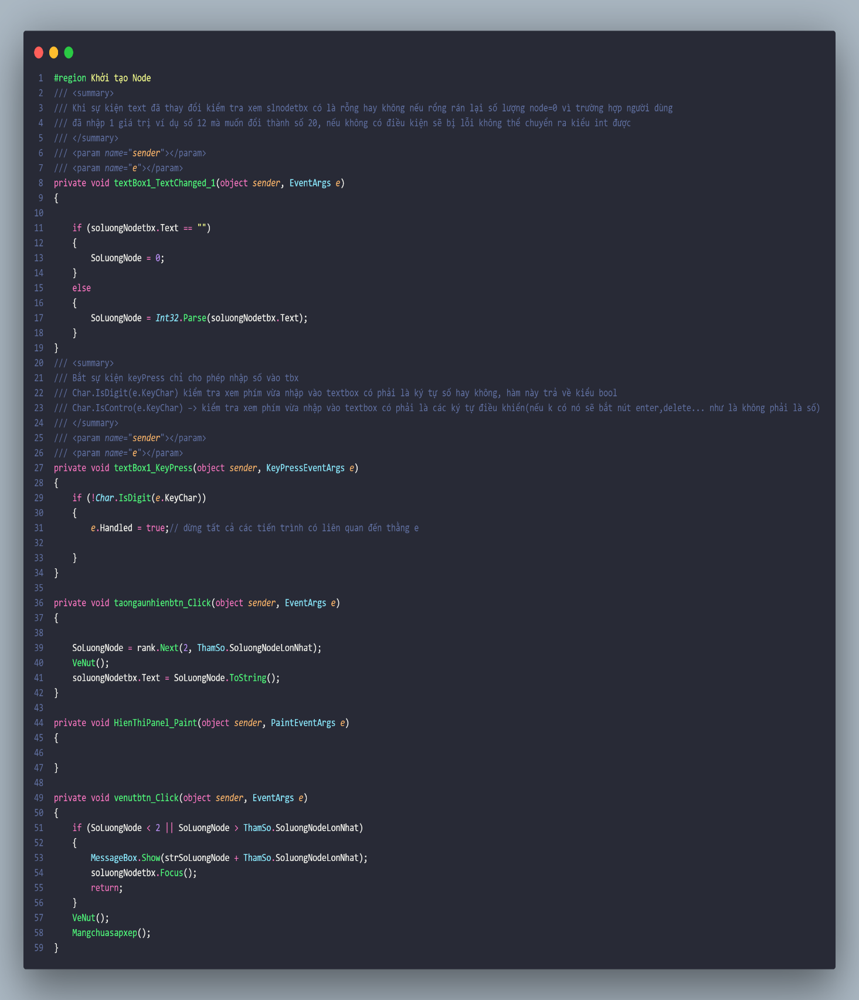 1 #region Khởi tạo Node
2 /// <summary>
3 /// Khi sự kiện text đã thay đổi kiểm tra xem slnodetbx có là rỗng hay không nếu rổng rán lại số lượng node=0 vì trường hợp người dùng
4 /// đã nhập 1 giá trị ví dụ số 12 mà muốn đổi thành số 20, nếu không có điều kiện sẽ bị lỗi không thể chuyển ra kiểu int được
5 /// </summary>
6 /// <param name="sender"></param>
7 /// <param name="e"></param>
8 private void textBox1_TextChanged_1(object sender, EventArgs e)
9 {
10
11 if (soluongNodetbx.Text == "")
12 {
13 SoLuongNode = 0;
14 }
15 else
16 {
17 SoLuongNode = Int32.Parse(soluongNodetbx.Text);
18 }
19 }
20 /// <summary>
21 /// Bắt sự kiện keyPress chỉ cho phép nhập số vào tbx
22 /// Char.IsDigit(e.KeyChar) kiểm tra xem phím vừa nhập vào textbox có phải là ký tự số hay không, hàm này trả về kiểu bool
23 /// Char.IsContro(e.KeyChar) –> kiểm tra xem phím vừa nhập vào textbox có phải là các ký tự điều khiển(nếu k có nó sẽ bắt nút enter,delete... như là không phải là số)
24 /// </summary>
25 /// <param name="sender"></param>
26 /// <param name="e"></param>
27 private void textBox1_KeyPress(object sender, KeyPressEventArgs e)
28 {
29 if (!Char.IsDigit(e.KeyChar))
30 {
31 e.Handled = true;// dừng tất cả các tiến trình có liên quan đến thằng e
32
33 }
34 }
35
36 private void taongaunhienbtn_Click(object sender, EventArgs e)
37 {
38
39 SoLuongNode = rank.Next(2, ThamSo.SoluongNodeLonNhat);
40 VeNut();
41 soluongNodetbx.Text = SoLuongNode.ToString();
42 }
43
44 private void HienThiPanel_Paint(object sender, PaintEventArgs e)
45 {
46
47 }
48
49 private void venutbtn_Click(object sender, EventArgs e)
50 {
51 if (SoLuongNode < 2 || SoLuongNode > ThamSo.SoluongNodeLonNhat)
52 {
53 MessageBox.Show(strSoLuongNode + ThamSo.SoluongNodeLonNhat);
54 soluongNodetbx.Focus();
55 return;
56 }
57 VeNut();
58 Mangchuasapxep();
59 }